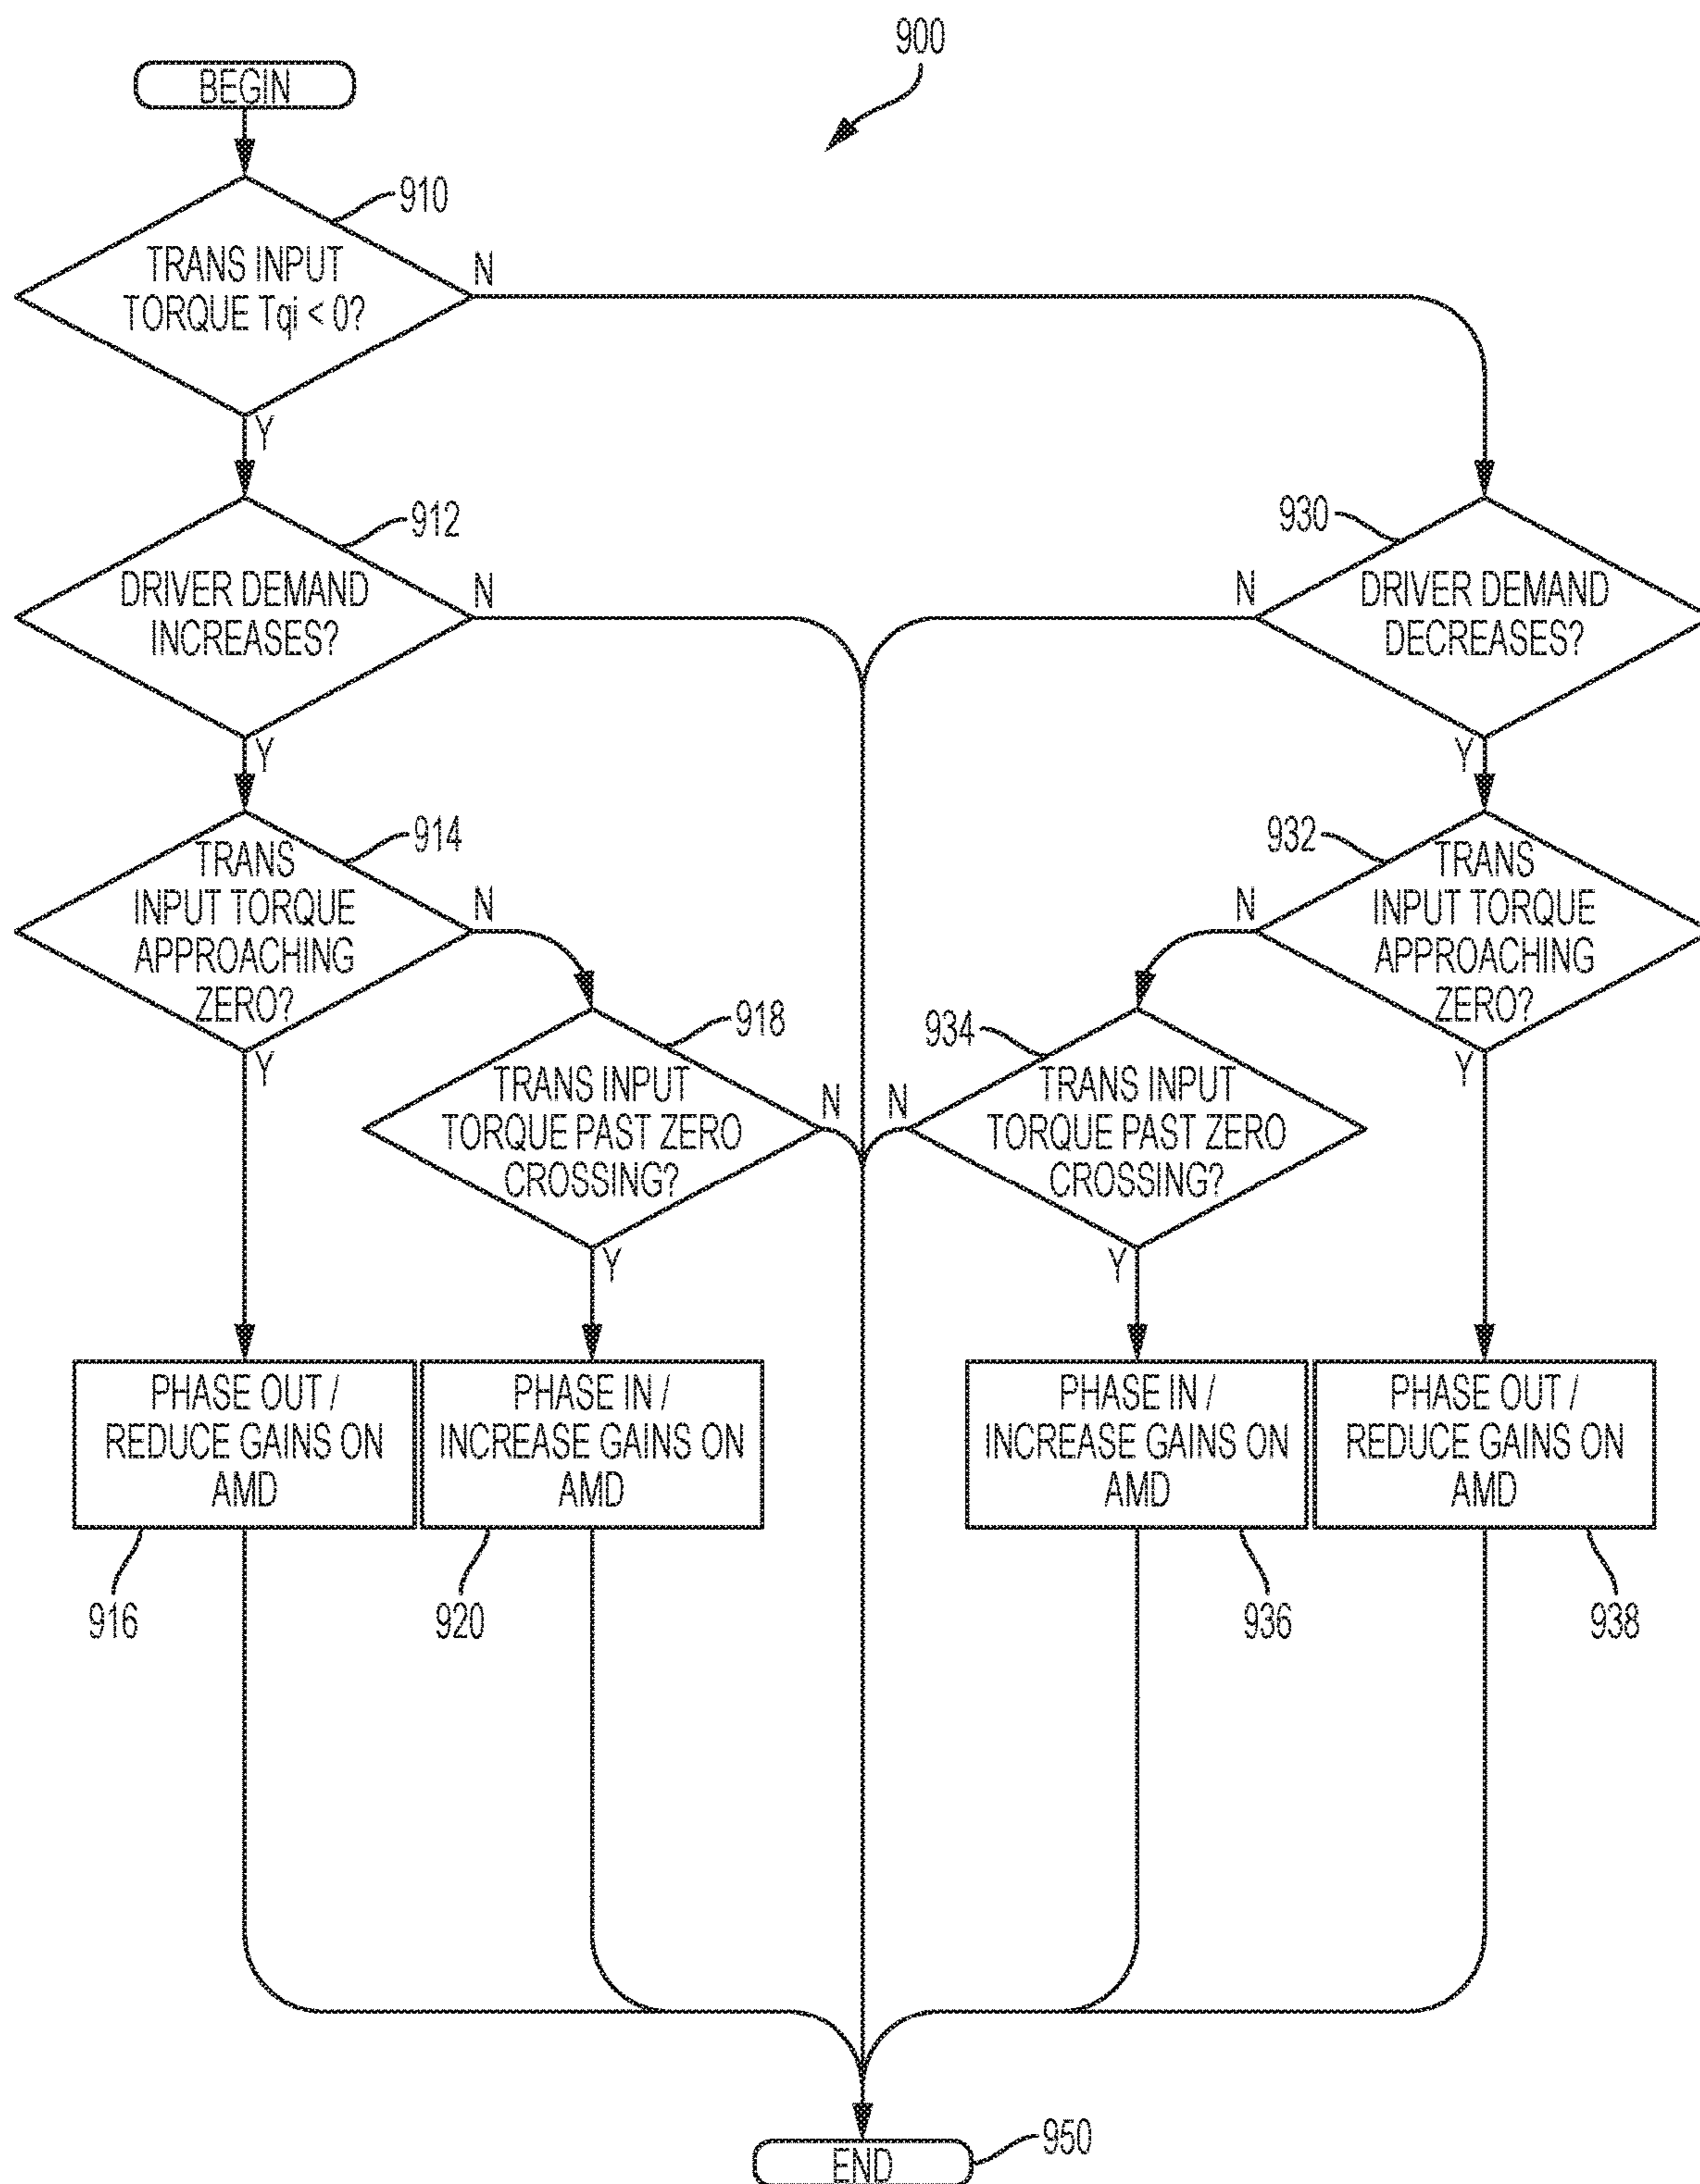 900
BEGIN
910
TRANS INPUT
TORQUE Tqi < 0?
N
Y
912
DRIVER DEMAND
INCREASES?
N
Y
930
DRIVER DEMAND
DECREASES?
N
Y
914
TRANS
INPUT TORQUE
APPROACHING
ZERO?
N
Y
932
TRANS
INPUT TORQUE
APPROACHING
ZERO?
N
Y
918
TRANS INPUT
TORQUE PAST ZERO
CROSSING?
N
Y
934
TRANS INPUT
TORQUE PAST ZERO
CROSSING?
N
Y
PHASE OUT /
REDUCE GAINS ON
AMD
916
PHASE IN /
INCREASE GAINS ON
AMD
920
PHASE IN /
INCREASE GAINS ON
AMD
936
PHASE OUT /
REDUCE GAINS ON
AMD
938
END
950